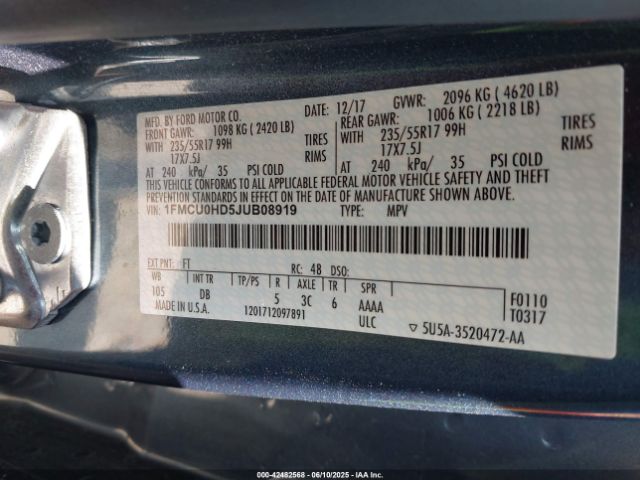 MFD. BY FORD MOTOR CO. DATE: 12/17 GVWR: 2096 KG ( 4620 LB)
FRONT GAWR: 1098 KG ( 2420 LB) REAR GAWR: 1006 KG ( 2218 LB)
WITH 235/55R17 99H TIRES WITH 235/55R17 99H TIRES
17X7.5J RIMS 17X7.5J RIMS
AT 240 kPa/ 35 PSI COLD AT 240 kPa/ 35 PSI COLD
THIS VEHICLE CONFORMS TO ALL APPLICABLE FEDERAL MOTOR VEHICLE SAFETY AND THEFT
PREVENTION STANDARDS IN EFFECT ON THE DATE OF MANUFACTURE SHOWN ABOVE.
VIN: 1FMCU0HD5JUB08919 TYPE: MPV
EXT PNT: FT RC: 48 DSO:
WB INT TR TP/PS R AXLE TR SPR
105 DB 5 3C 6 AAAA F0110
MADE IN U.S.A. 1201712097891 ULC T0317
5U5A-3520472-AA
000-42482568 - 06/10/2025 - IAAI, Inc